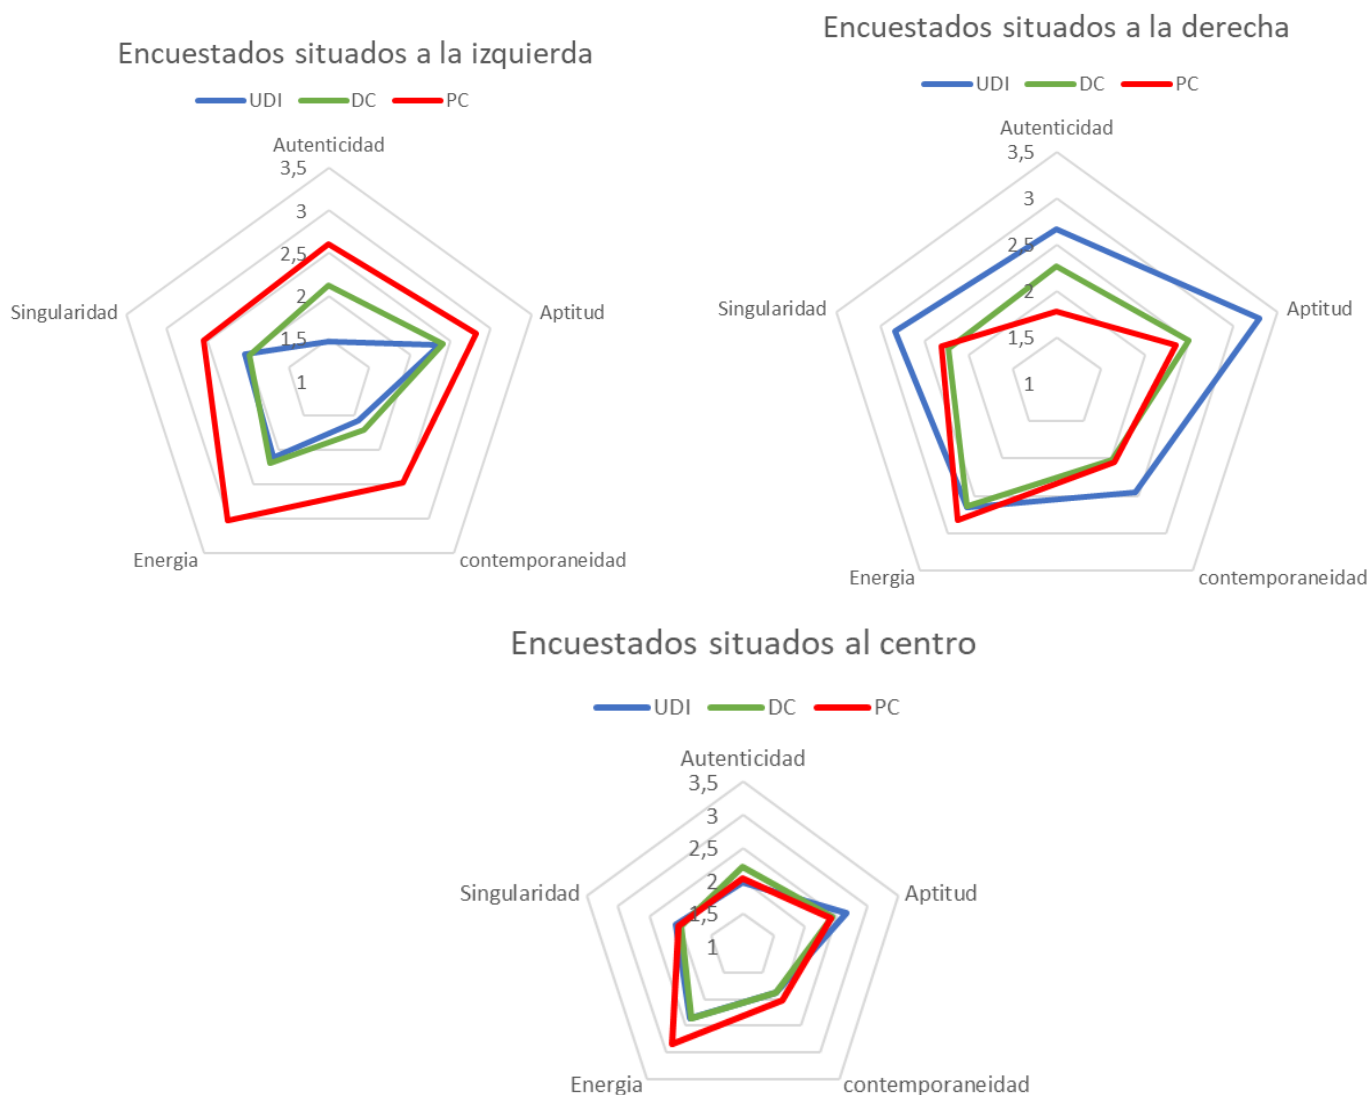 Encuestados situados a la izquierda
UDI DC PC
Autenticidad
3,5
3
2,5
2
1,5
1
Singularidad
Aptitud
Energia
contemporaneidad
Encuestados situados a la derecha
UDI DC PC
Autenticidad
3,5
3
2,5
2
1,5
1
Singularidad
Aptitud
Energia
contemporaneidad
Encuestados situados al centro
UDI DC PC
Autenticidad
3,5
3
2,5
2
1,5
1
Singularidad
Aptitud
Energia
contemporaneidad